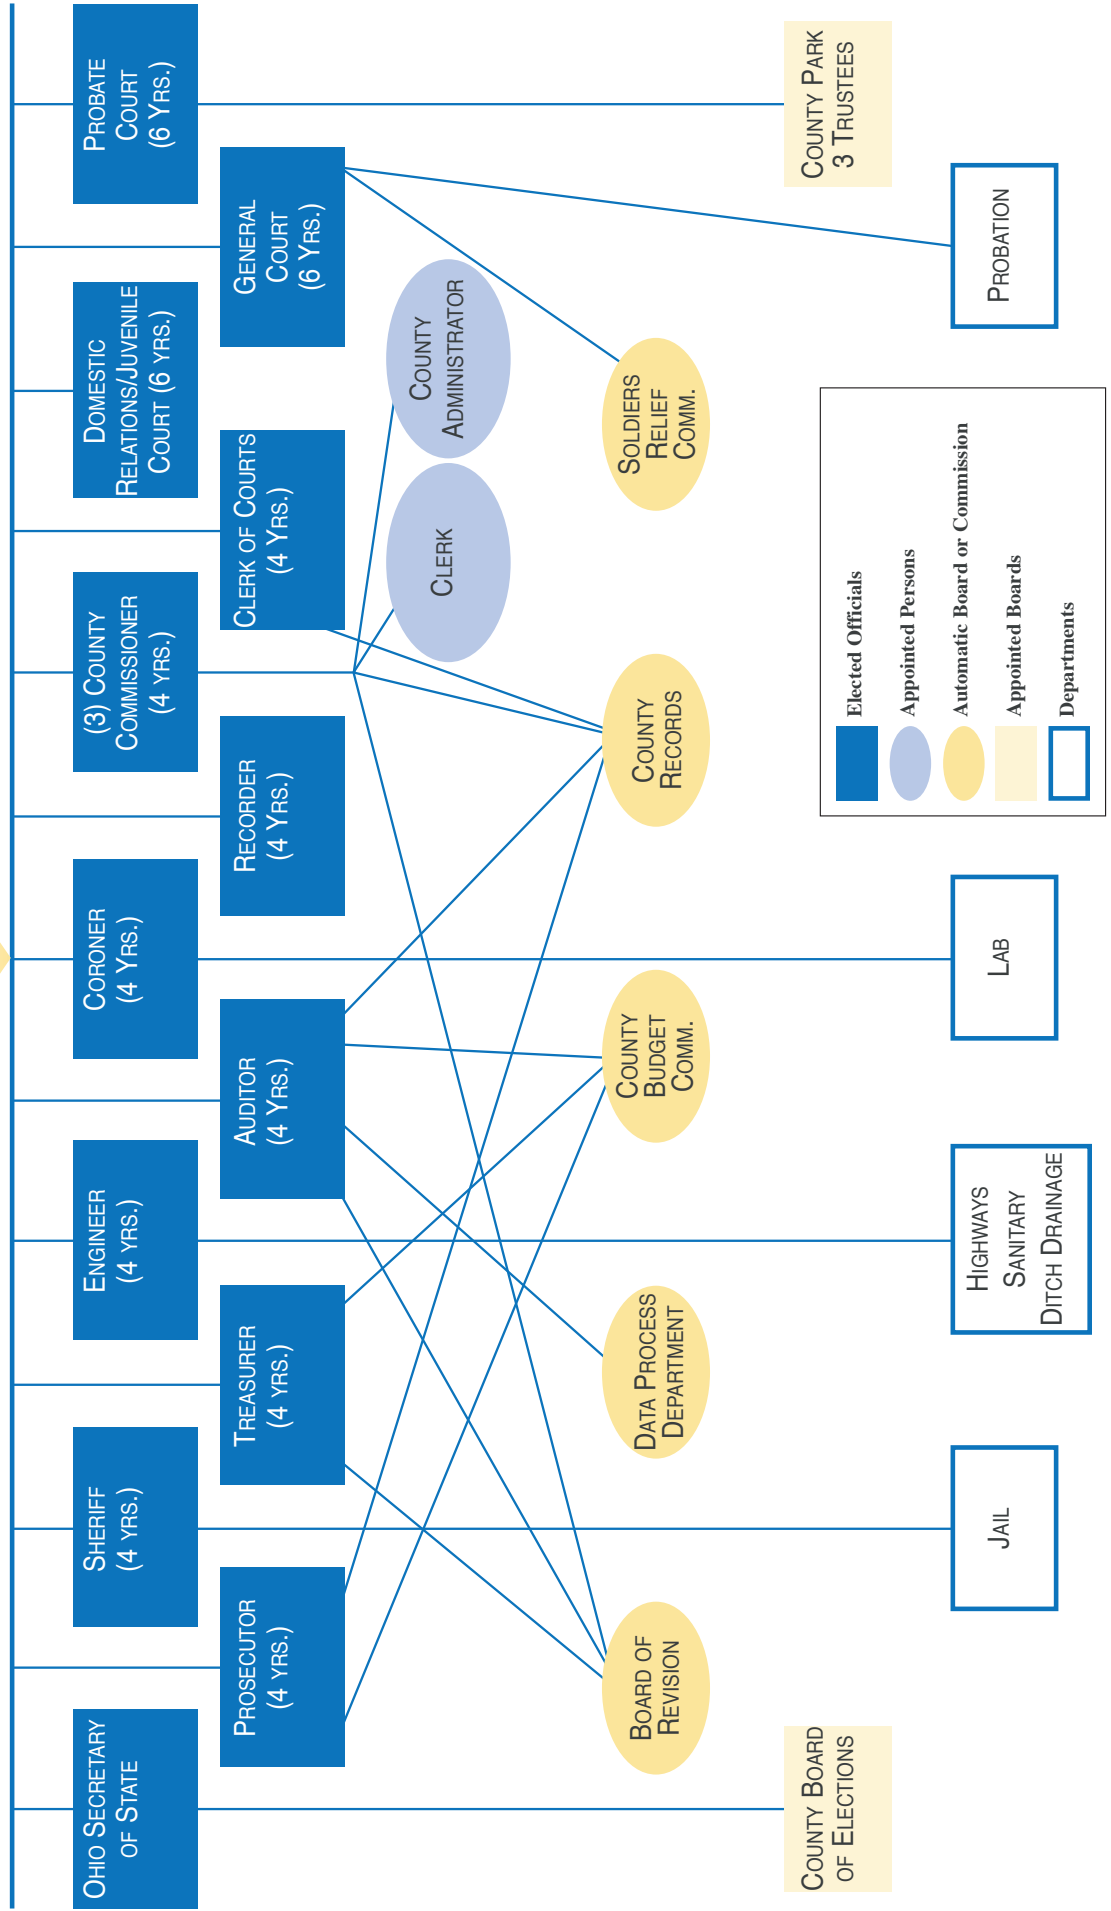 OHIO SECRETARY
OF STATE
SHERIFF
(4 YRS.)
ENGINEER
(4 YRS.)
CORONER
(4 YRS.)
(3) COUNTY
COMMISSIONER
(4 YRS.)
DOMESTIC
RELATIONS/JUVENILE
COURT (6 YRS.)
PROBATE
COURT
(6 YRS.)
PROSECUTOR
(4 YRS.)
TREASURER
(4 YRS.)
AUDITOR
(4 YRS.)
RECORDER
(4 YRS.)
CLERK OF COURTS
(4 YRS.)
GENERAL
COURT
(6 YRS.)
CLERK
COUNTY
ADMINISTRATOR
BOARD OF
REVISION
DATA PROCESS
DEPARTMENT
COUNTY
BUDGET
COMM.
COUNTY
RECORDS
SOLDIERS
RELIEF
COMM.
COUNTY BOARD
OF ELECTIONS
COUNTY PARK
3 TRUSTEES
JAIL
HIGHWAYS
SANITARY
DITCH DRAINAGE
LAB
PROBATION
Elected Officials
Appointed Persons
Automatic Board or Commission
Appointed Boards
Departments